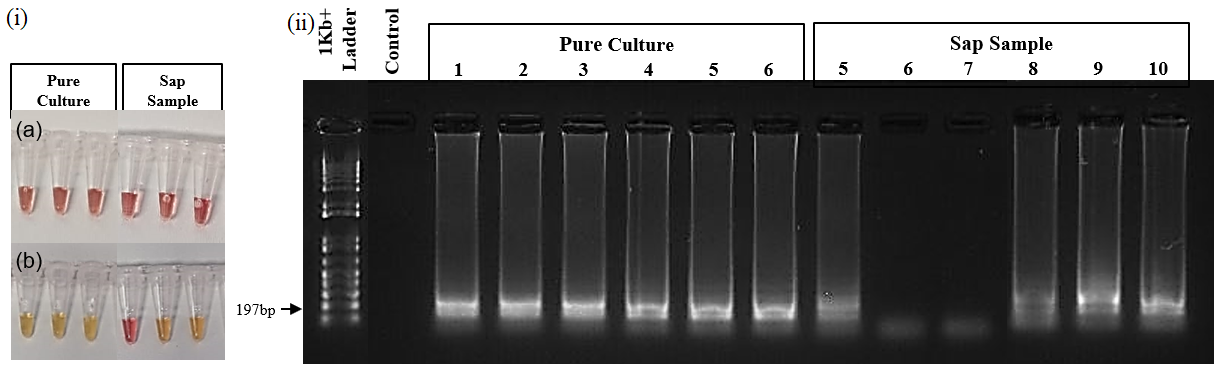 (i)
Pure
Culture
Sap
Sample
(a)
(b)
(ii)
1Kb+
Ladder
Control
Pure Culture
1 2 3 4 5 6
Sap Sample
5 6 7 8 9 10
197bp